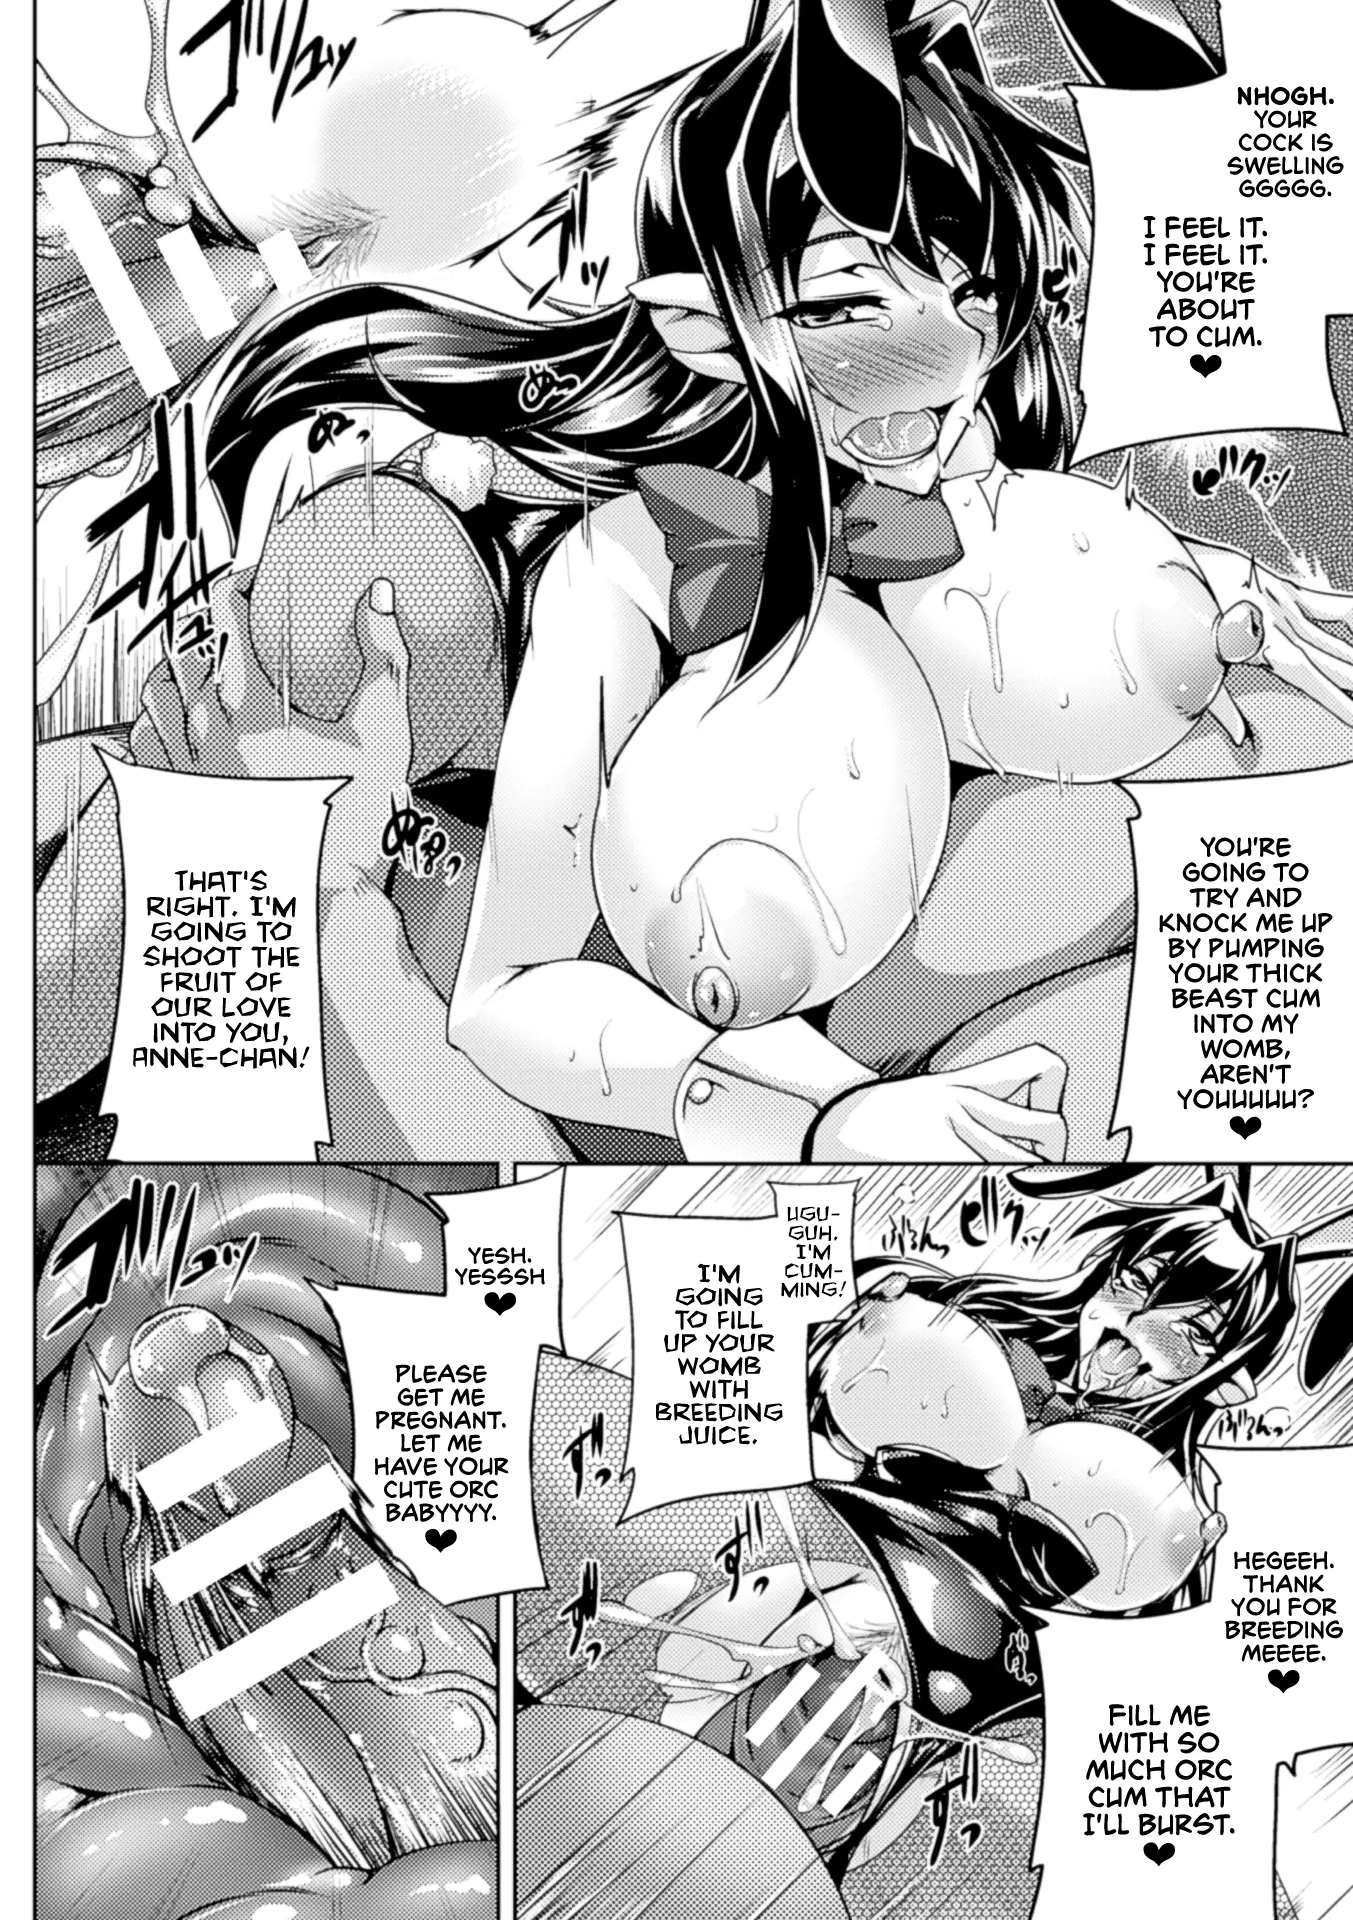 NHOGH.
YOUR
COCK IS
SWELLING
GGGGG.
I FEEL IT.
I FEEL IT.
YOU'RE
ABOUT
TO CUM.
THAT'S
RIGHT. I'M
GOING TO
SHOOT THE
FRUIT OF
OUR LOVE
INTO YOU,
ANNE-CHAN!
YOU'RE
GOING TO
TRY AND
KNOCK ME UP
BY PUMPING
YOUR THICK
BEAST CUM
INTO MY
WOMB,
AREN'T
YOUUUUU?
YESH.
YESSSH
PLEASE
GET ME
PREGNANT.
LET ME
HAVE YOUR
CUTE ORC
BABYYYY.
UGU-
GUH.
I'M
CUM-
MING!
I'M
GOING
TO FILL
UP YOUR
WOMB
WITH
BREEDING
JUICE.
HEGEEH.
THANK
YOU FOR
BREEDING
MEEEE.
FILL ME
WITH SO
MUCH ORC
CUM THAT
I'LL BURST.